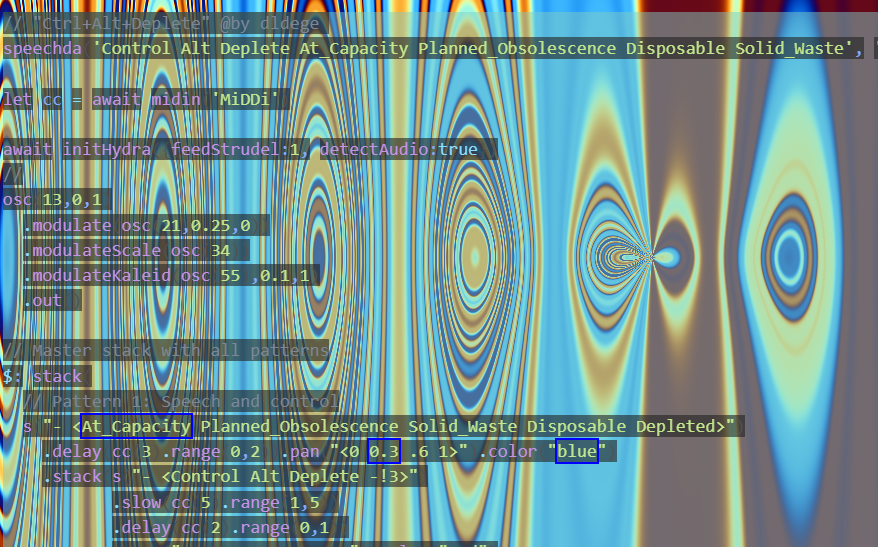 // "Ctrl+Alt+Deplete" @by dldege
speechda 'Control Alt Deplete At_Capacity Planned_Obsolescence Disposable Solid_Waste',
let cc = await midin 'MiDDi'
await initHydra feedStrudel:1, detectAudio:true
//
osc 13,0,1
.modulate osc 21,0.25,0
.modulateScale osc 34
.modulateKaleid osc 55 ,0.1,1
.out
// Master stack with all patterns
$: stack
// Pattern 1: Speech and control
s "- <At_Capacity Planned_Obsolescence Solid_Waste Disposable Depleted>"
.delay cc 3 .range 0,2 .pan "<0 0.3 .6 1>" .color "blue"
.stack s "- <Control Alt Deplete -!3>"
.slow cc 5 .range 1,5
.delay cc 2 .range 0,1